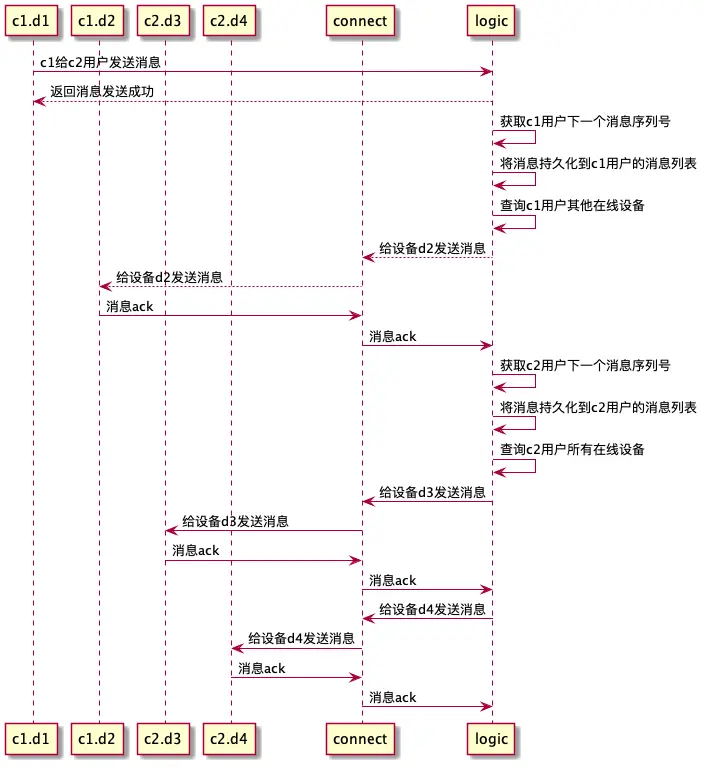 c1.d1 c1.d2 c2.d3 c2.d4 connect logic
c1给c2用户发送消息
返回消息发送成功
获取c1用户下一个消息序列号
将消息持久化到c1用户的消息列表
查询c1用户其他在线设备
给设备d2发送消息
给设备d2发送消息
消息ack
消息ack
获取c2用户下一个消息序列号
将消息持久化到c2用户的消息列表
查询c2用户所有在线设备
给设备d3发送消息
给设备d3发送消息
消息ack
消息ack
给设备d4发送消息
给设备d4发送消息
消息ack
消息ack
c1.d1 c1.d2 c2.d3 c2.d4 connect logic